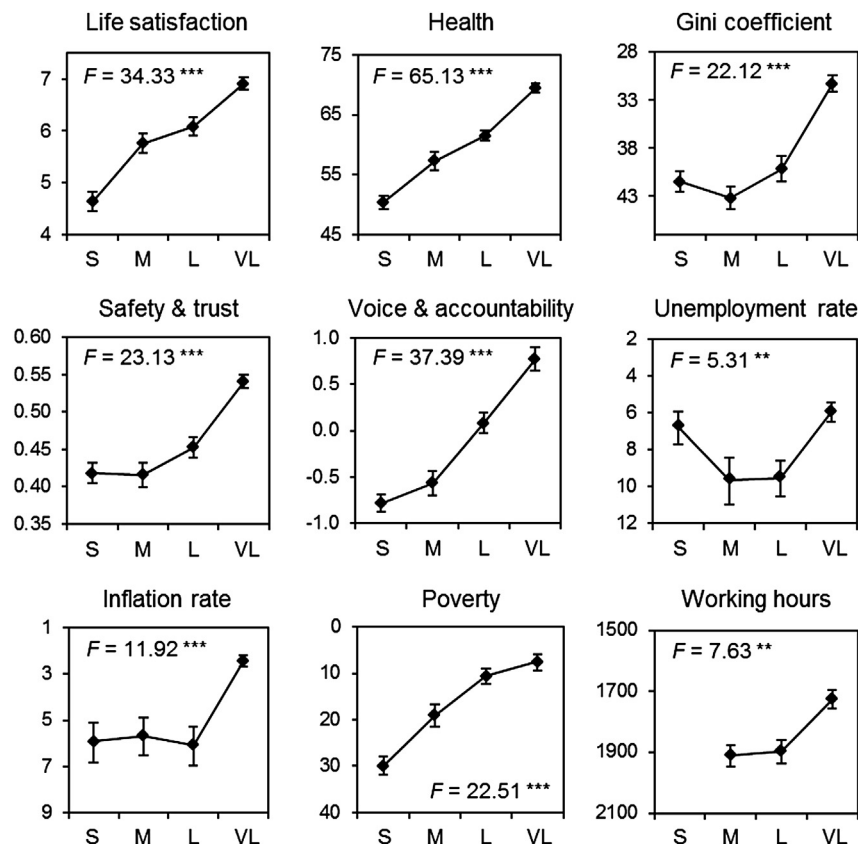 Life satisfaction
F = 34.33 ***
7
6
5
4
S M L VL
Health
F = 65.13 ***
75
65
55
45
S M L VL
Gini coefficient
F = 22.12 ***
28
33
38
43
S M L VL
Safety & trust
F = 23.13 ***
0.60
0.55
0.50
0.45
0.40
0.35
S M L VL
Voice & accountability
F = 37.39 ***
1.0
0.5
0.0
-0.5
-1.0
S M L VL
Unemployment rate
F = 5.31 **
2
4
6
8
10
12
S M L VL
Inflation rate
F = 11.92 ***
1
3
5
7
9
S M L VL
Poverty
0
10
20
30
40
F = 22.51 ***
S M L VL
Working hours
F = 7.63 **
1500
1700
1900
2100
S M L VL